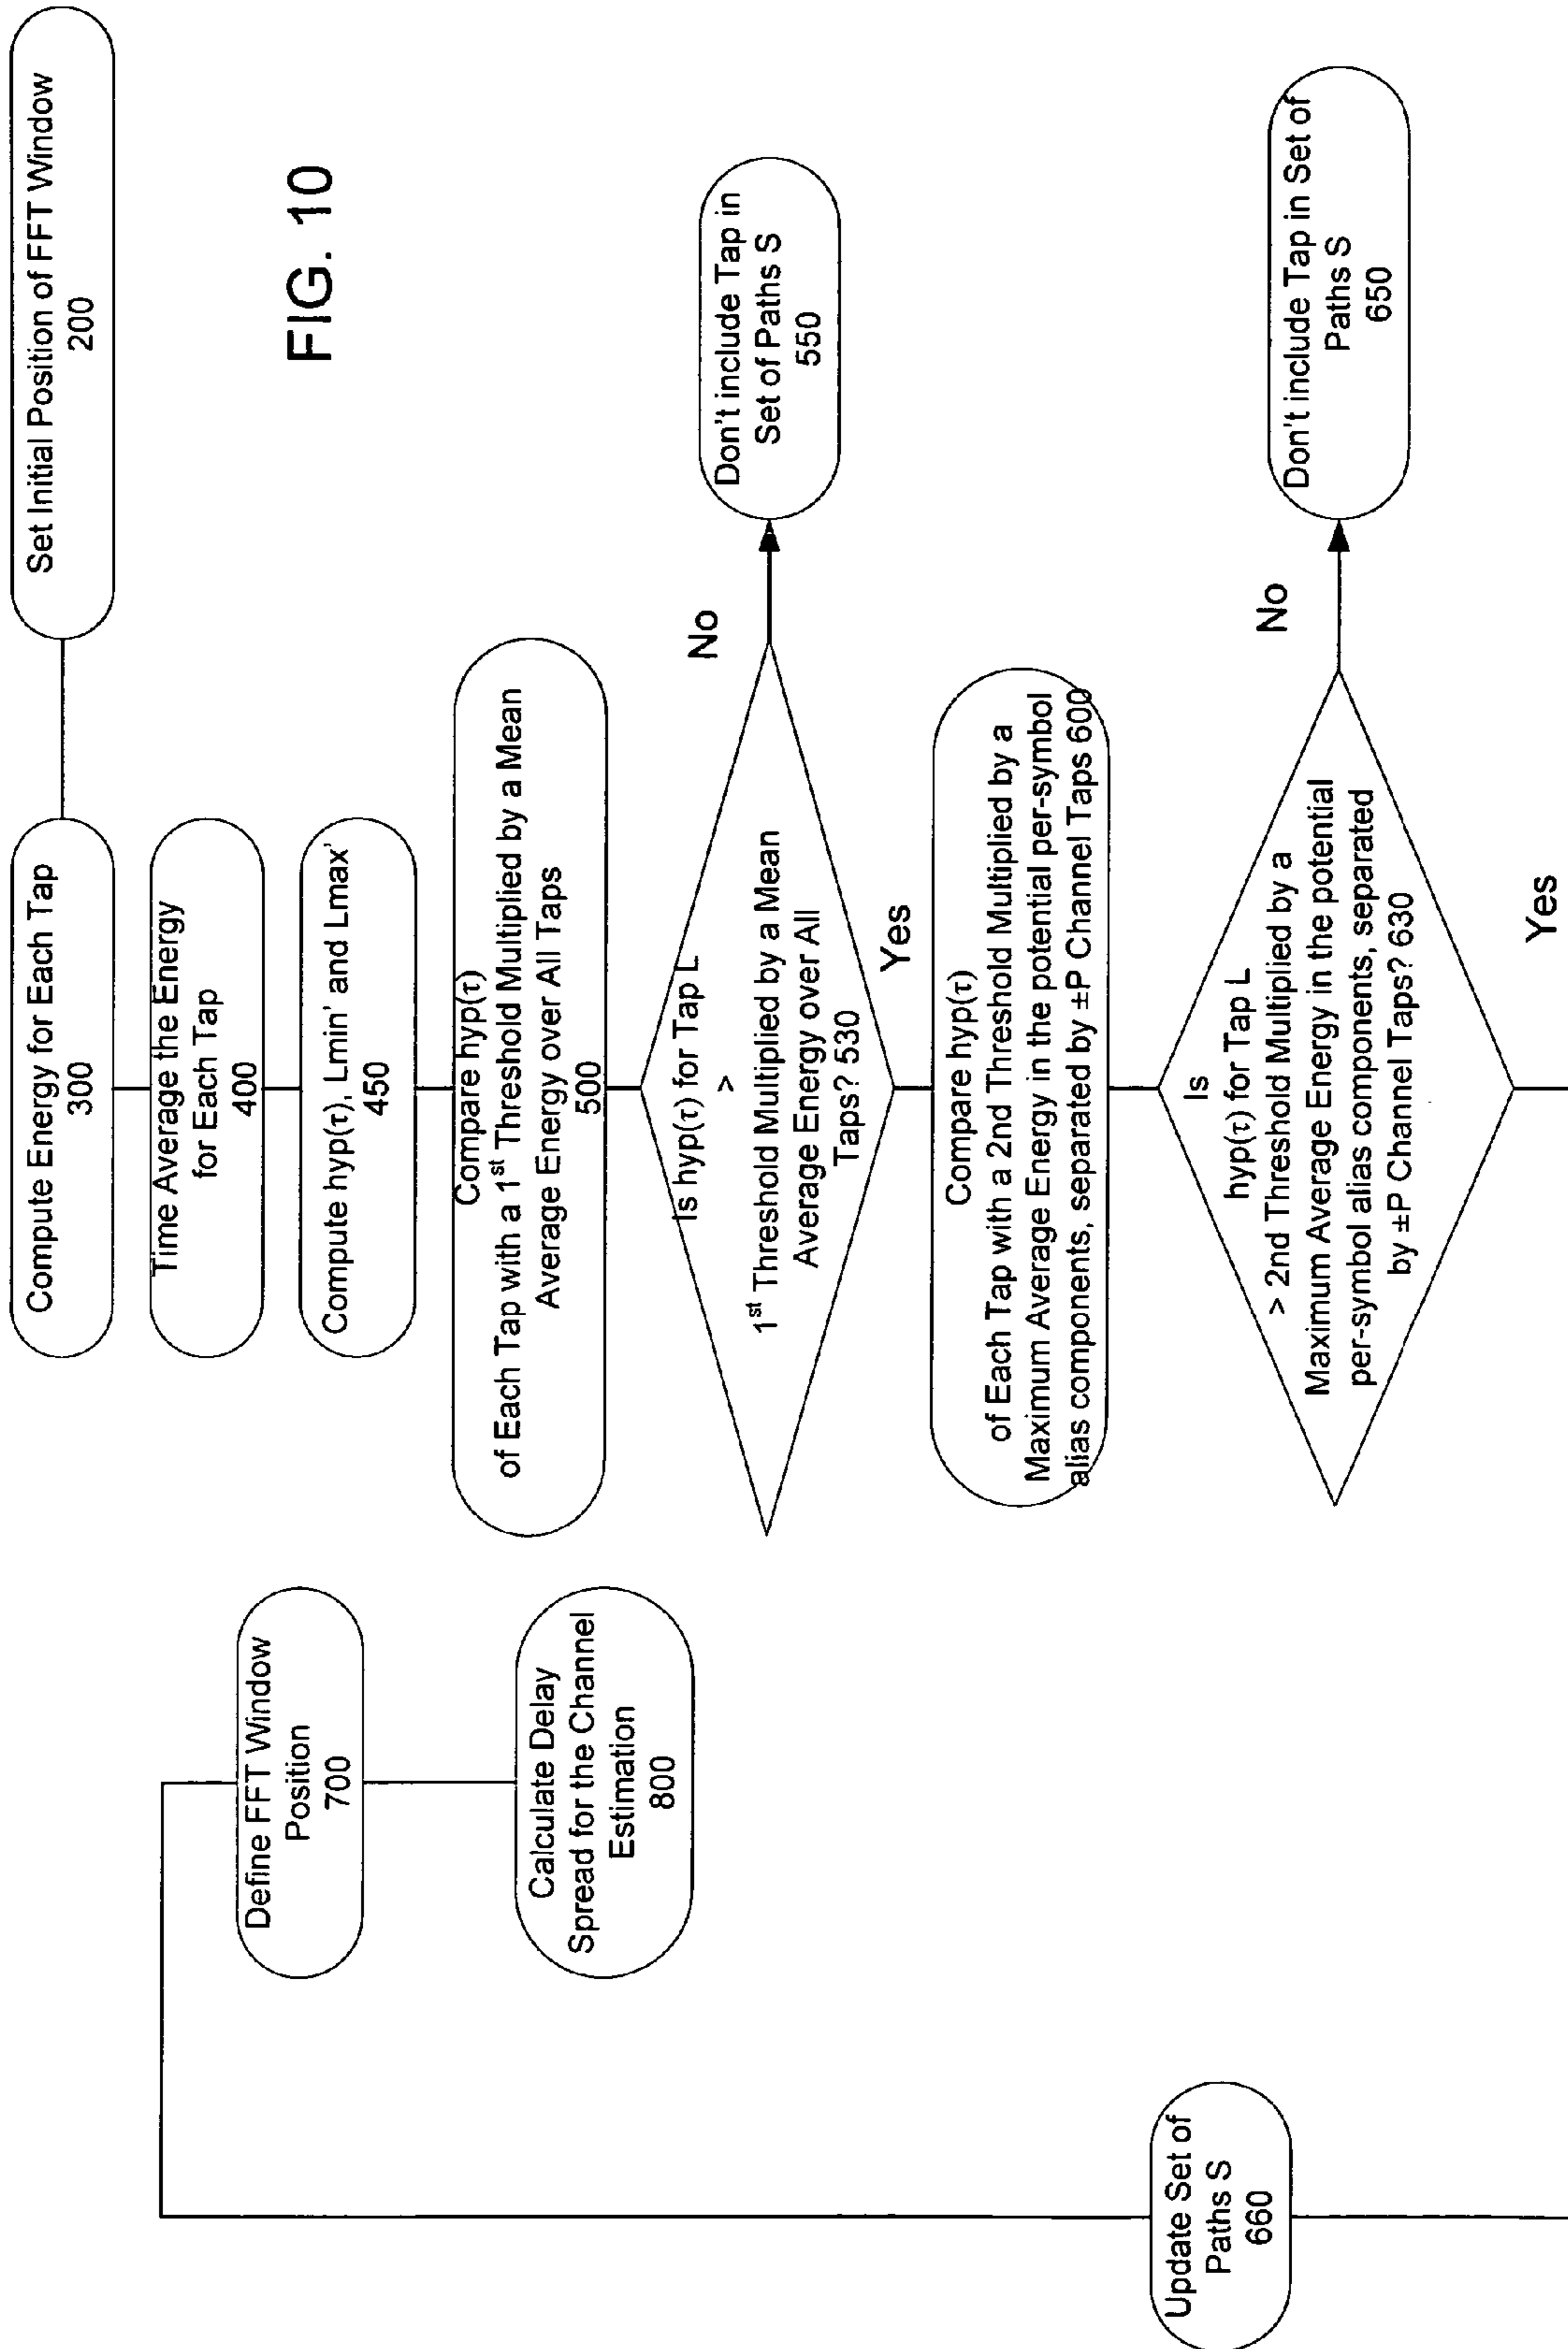 Set Initial Position of FFT Window
200
FIG. 10
Compute Energy for Each Tap
300
Time Average the Energy
for Each Tap
400
Compute hyp(τ), Lmin' and Lmax'
450
Compare hyp(τ)
of Each Tap with a 1st Threshold Multiplied by a Mean
Average Energy over All Taps
500
Is hyp(τ) for Tap L
>
1st Threshold Multiplied by a Mean
Average Energy over All
Taps? 530
No
Don't include Tap in
Set of Paths S
550
Yes
Compare hyp(τ)
of Each Tap with a 2nd Threshold Multiplied by a
Maximum Average Energy in the potential per-symbol
alias components, separated by ±P Channel Taps 600
Is
hyp(τ) for Tap L
> 2nd Threshold Multiplied by a
Maximum Average Energy in the potential
per-symbol alias components, separated
by ±P Channel Taps? 630
No
Don't include Tap in Set of
Paths S
650
Yes
Update Set of
Paths S
660
Define FFT Window
Position
700
Calculate Delay
Spread for the Channel
Estimation
800